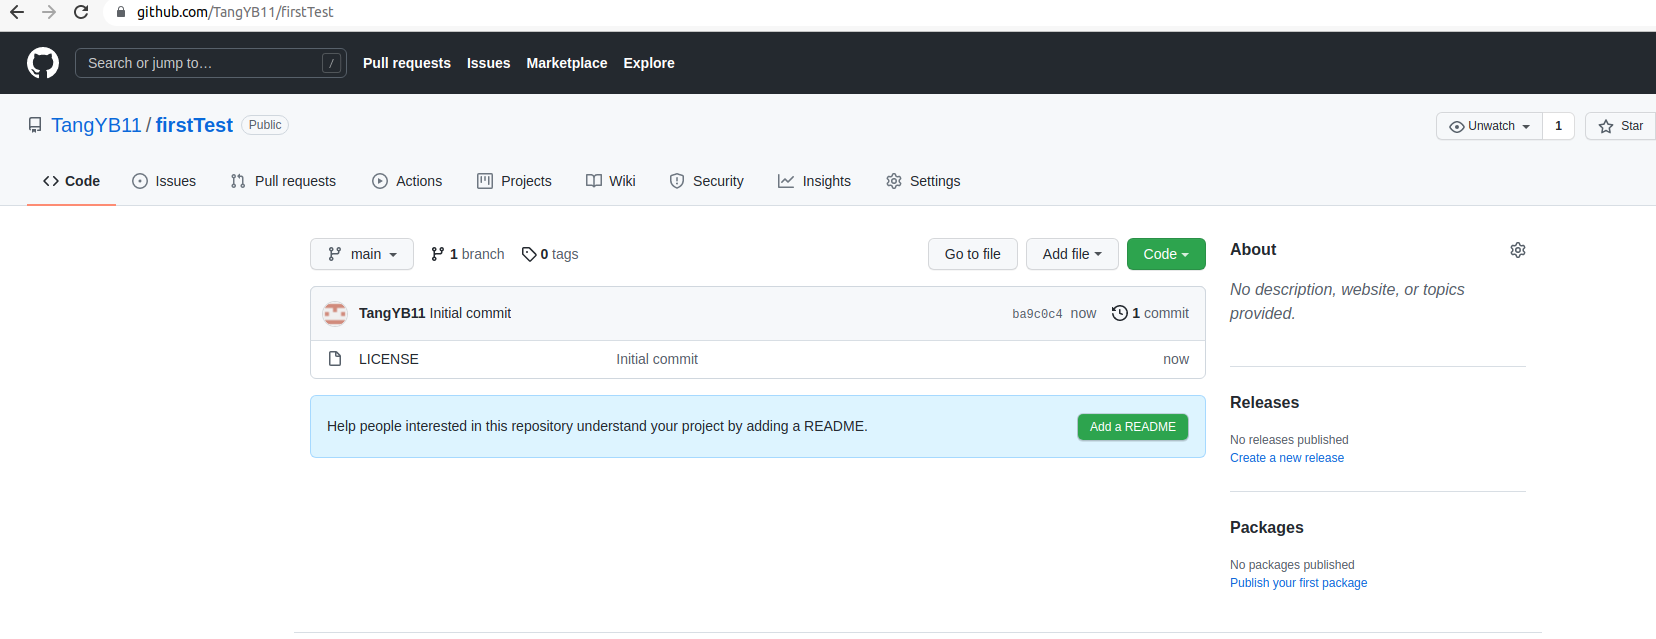 github.com/TangYB11/firstTest
Search or jump to… /
Pull requests Issues Marketplace Explore
TangYB11 / firstTest Public
Unwatch 1 Star
Code Issues Pull requests Actions Projects Wiki Security Insights Settings
main 1 branch 0 tags
Go to file Add file Code
TangYB11 Initial commit ba9c0c4 now 1 commit
LICENSE Initial commit now
Help people interested in this repository understand your project by adding a README. Add a README
About
No description, website, or topics
provided.
Releases
No releases published
Create a new release
Packages
No packages published
Publish your first package